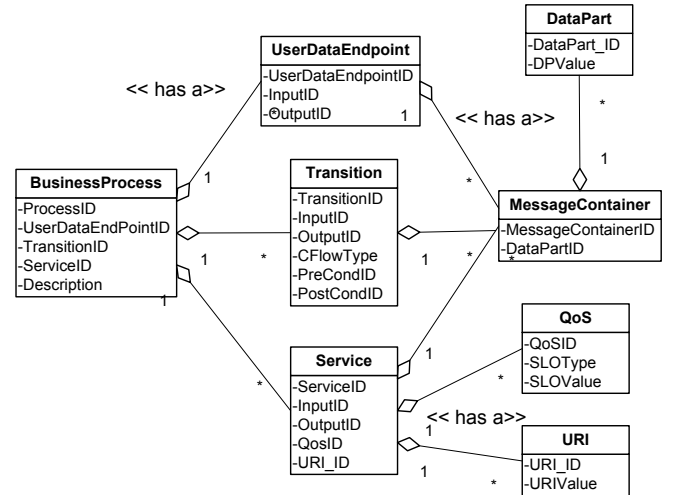 DataPart
-DataPart_ID
-DPValue
*
1
UserDataEndpoint
-UserDataEndpointID
-InputID
-OutputID
*
1
<< has a>>
1
<< has a>>
*
BusinessProcess
-ProcessID
-UserDataEndPointID
-TransitionID
-ServiceID
-Description
1
*
1
*
Transition
-TransitionID
-InputID
-OutputID
-CFlowType
-PreCondID
-PostCondID
1
*
MessageContainer
-MessageContainerID
-DataPartID
*
Service
-ServiceID
-InputID
-OutputID
-QosID
-URI_ID
1
*
<< has a>>
1
1
*
QoS
-QoSID
-SLOType
-SLOValue
URI
-URI_ID
-URIValue